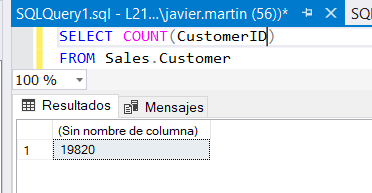 SQLQuery1.sql - L21...\javier.martin (56))*
SELECT COUNT(CustomerID)
FROM Sales.Customer
100 %
Resultados Mensajes
(Sin nombre de columna)
1 19820